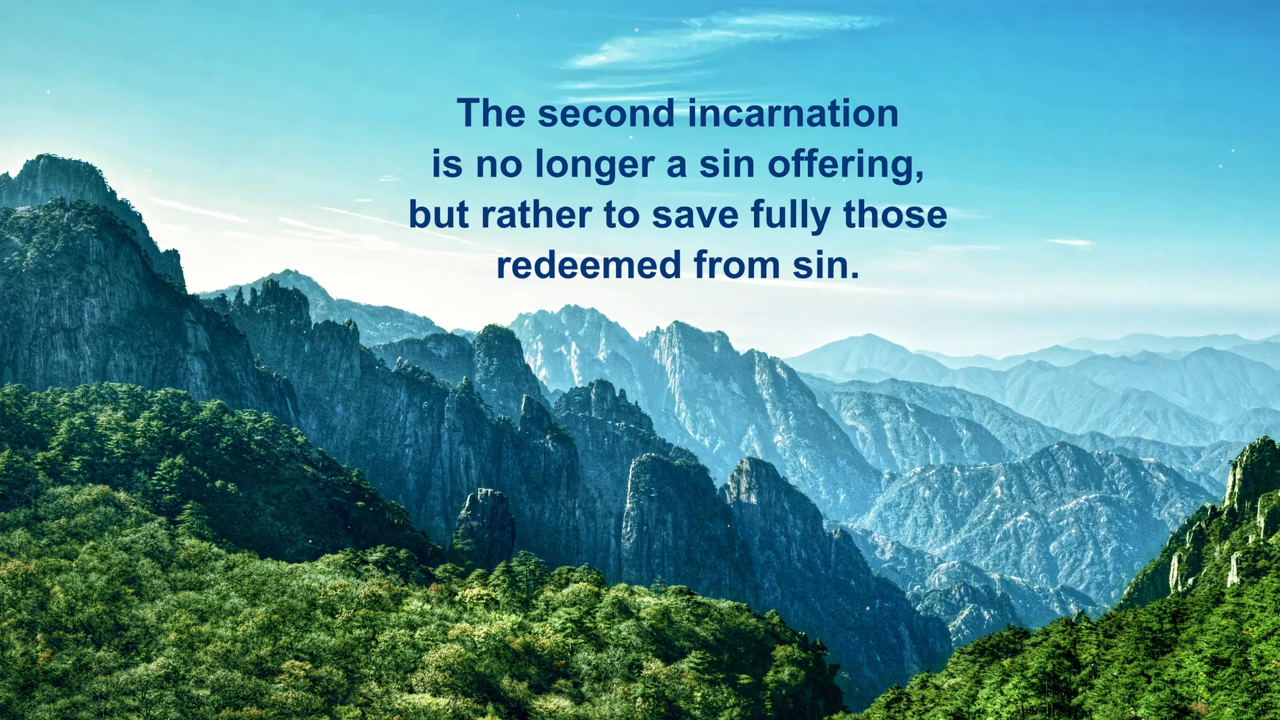 The second incarnation
is no longer a sin offering,
but rather to save fully those
redeemed from sin.